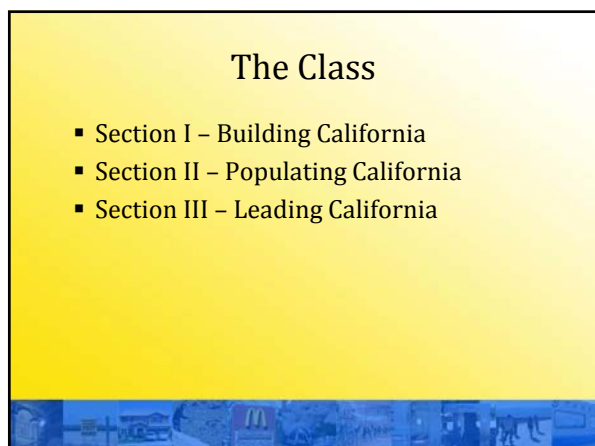 The Class
▪ Section I – Building California
▪ Section II – Populating California
▪ Section III – Leading California